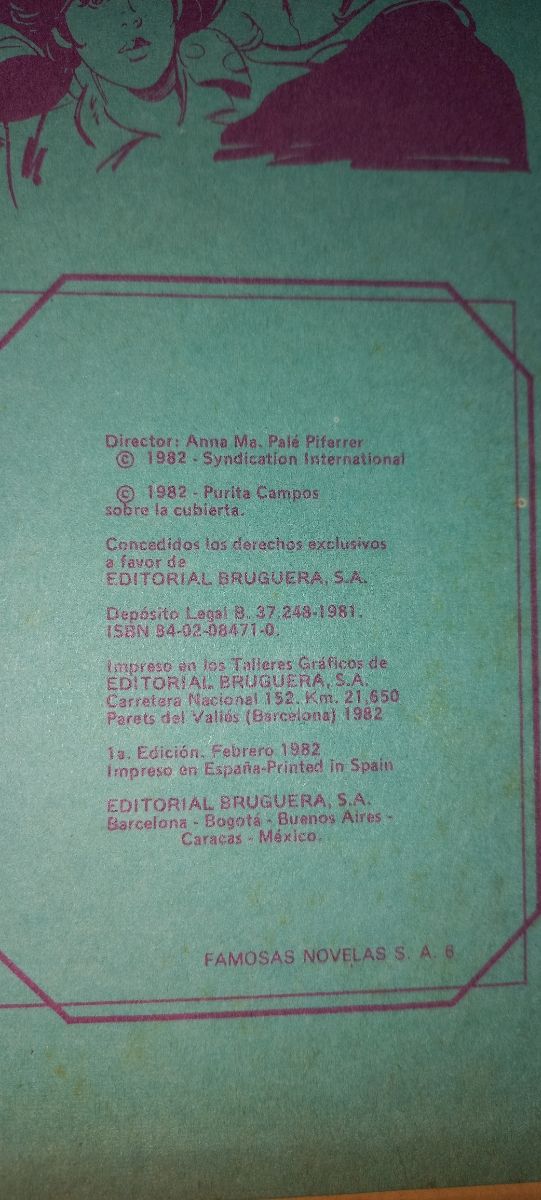 Director: Anna Ma. Palé Piferrer
© 1982 - Syndication International
© 1982 - Purita Campos
sobre la cubierta.
Concedidos los derechos exclusivos
a favor de
EDITORIAL BRUGUERA, S.A.
Depósito Legal B. 37.248-1981.
ISBN 84-02-08471-0.
Impreso en los Talleres Gráficos de
EDITORIAL BRUGUERA, S.A.
Carretera Nacional 152. Km. 21,650
Parets del Vallés (Barcelona) 1982
1a. Edición. Febrero 1982
Impreso en España-Printed in Spain
EDITORIAL BRUGUERA, S.A.
Barcelona - Bogotá - Buenos Aires -
Caracas - México.
FAMOSAS NOVELAS S. A. 6